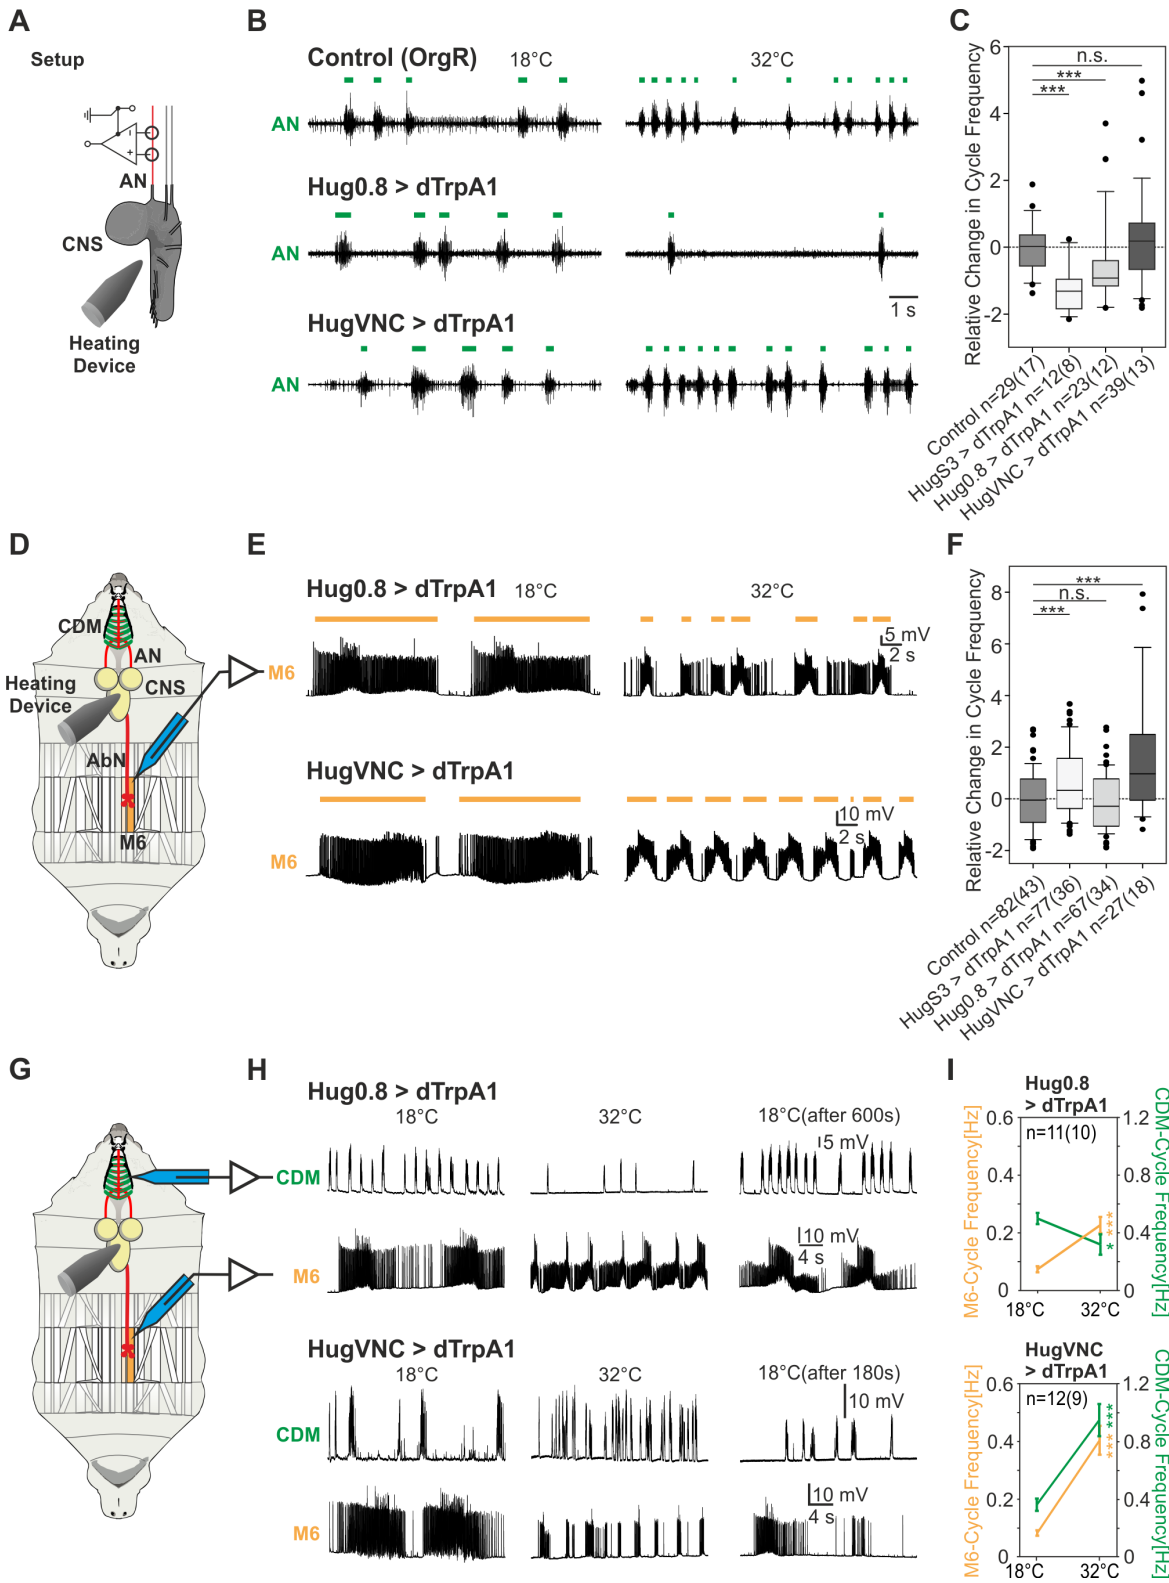 A
Setup
AN
CNS
Heating
Device
B
Control (OrgR)
18°C
32°C
AN
Hug0.8 > dTrpA1
AN
1 s
HugVNC > dTrpA1
AN
C
Relative Change in Cycle Frequency
6
4
2
0
-2
n.s.
***
***
Control n=29(17)
HugS3 > dTrpA1 n=12(8)
Hug0.8 > dTrpA1 n=23(12)
HugVNC > dTrpA1 n=39(13)
D
CDM
AN
Heating
Device
CNS
AbN
M6
E
Hug0.8 > dTrpA1
18°C
32°C
M6
5 mV
2 s
HugVNC > dTrpA1
M6
10 mV
2 s
F
Relative Change in Cycle Frequency
8
6
4
2
0
-2
***
n.s.
***
Control n=82(43)
HugS3 > dTrpA1 n=77(36)
Hug0.8 > dTrpA1 n=67(34)
HugVNC > dTrpA1 n=27(18)
G
H
Hug0.8 > dTrpA1
18°C
32°C
18°C(after 600s)
CDM
5 mV
M6
10 mV
4 s
HugVNC > dTrpA1
18°C
32°C
18°C(after 180s)
CDM
10 mV
M6
10 mV
4 s
I
Hug0.8
> dTrpA1
n=11(10)
M6-Cycle Frequency[Hz]
CDM-Cycle Frequency[Hz]
0.6
0.4
0.2
0
1.2
0.8
0.4
0
***
*
18°C
32°C
HugVNC
> dTrpA1
n=12(9)
M6-Cycle Frequency[Hz]
CDM-Cycle Frequency[Hz]
0.6
0.4
0.2
0
1.2
0.8
0.4
0
***
***
18°C
32°C